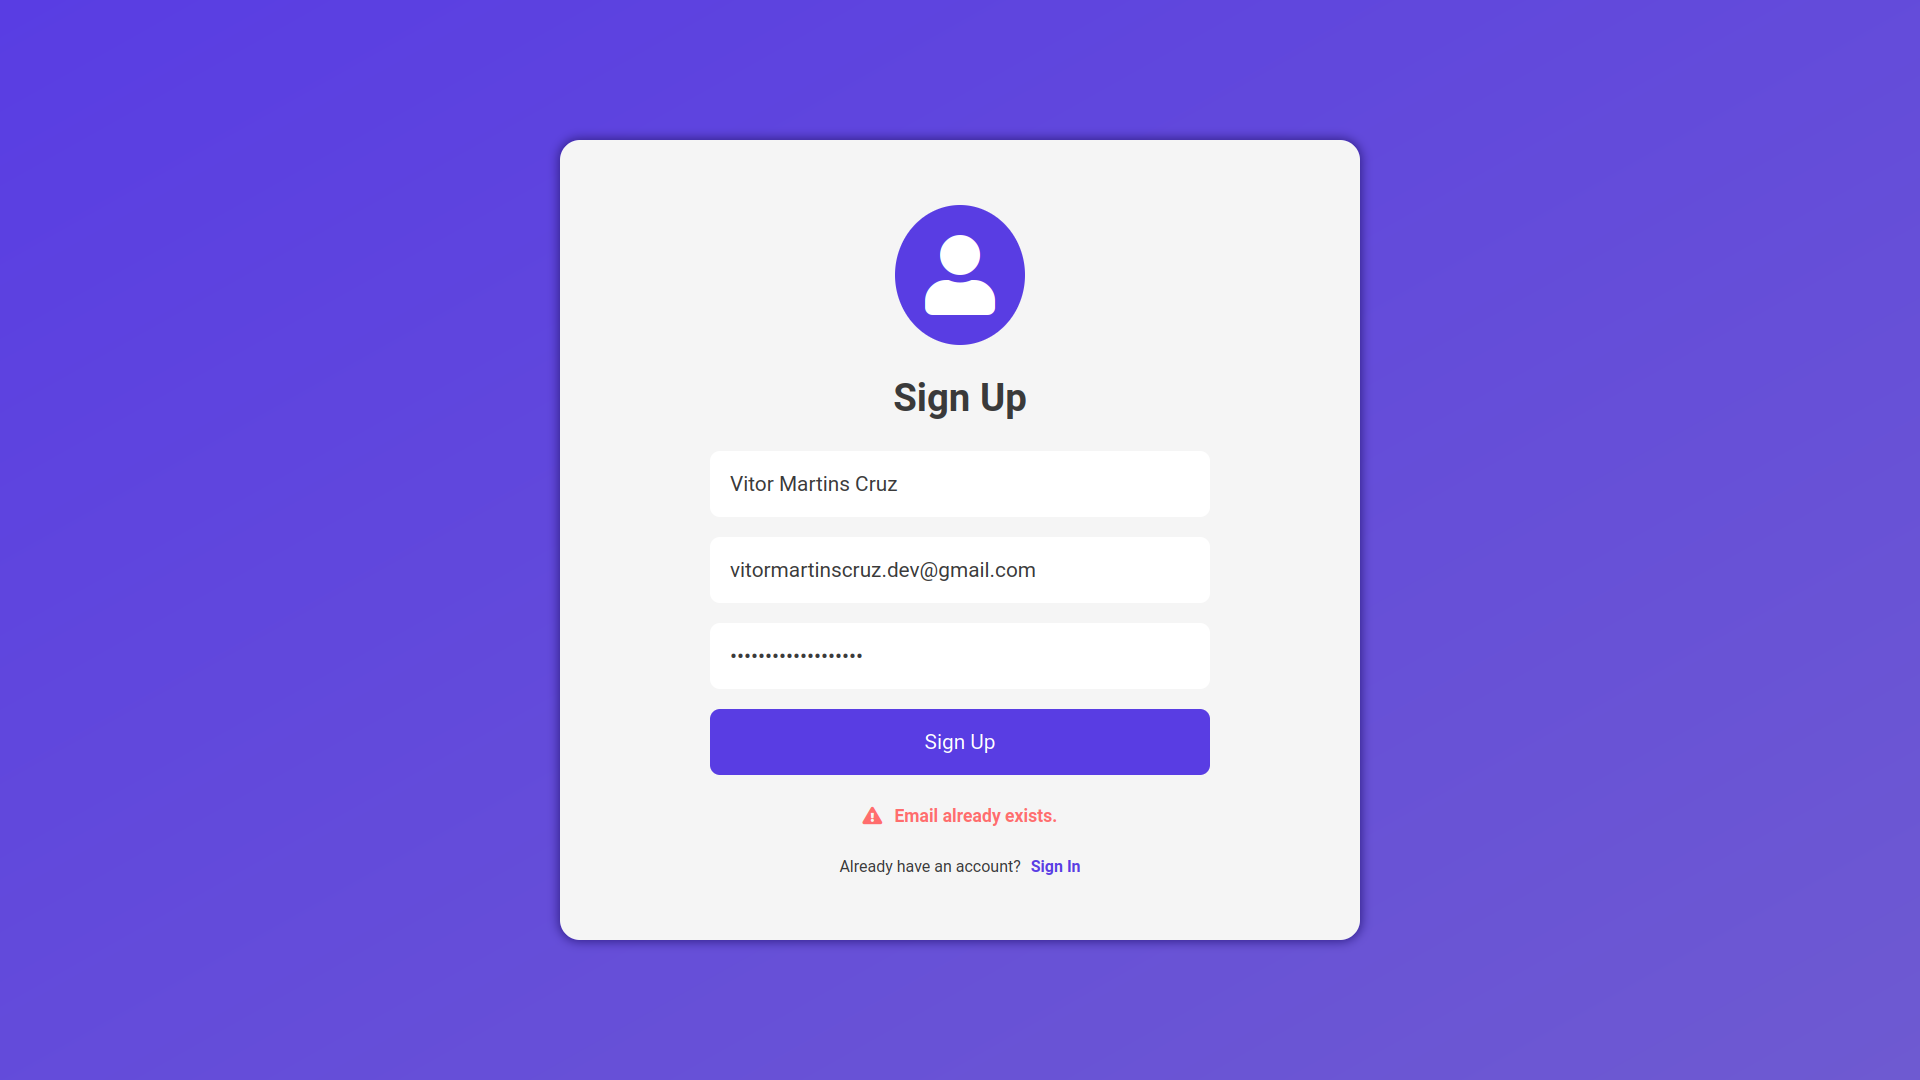 Sign Up
Vitor Martins Cruz
vitormartinscruz.dev@gmail.com
•••••••••••••••••••
Sign Up
Email already exists.
Already have an account? Sign In